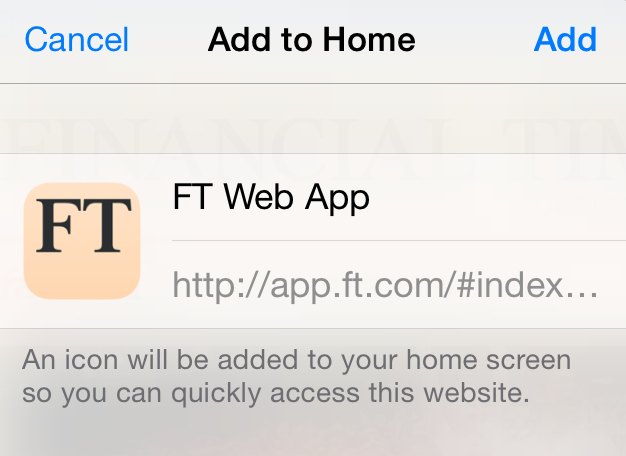 Cancel Add to Home Add
FINANCIAL TIM
FT
FT Web App
http://app.ft.com/#index...
An icon will be added to your home screen
so you can quickly access this website.